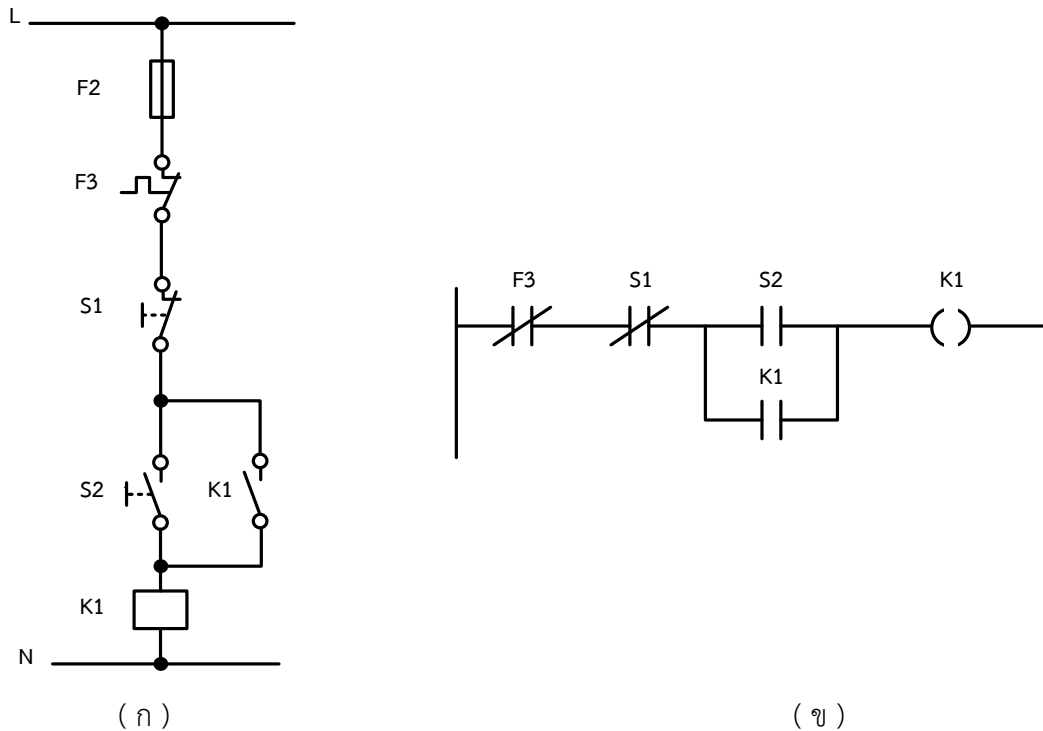 L
F2
F3
S1
S2 K1
K1
N
( ก )
F3 S1 S2 K1
K1
( ข )